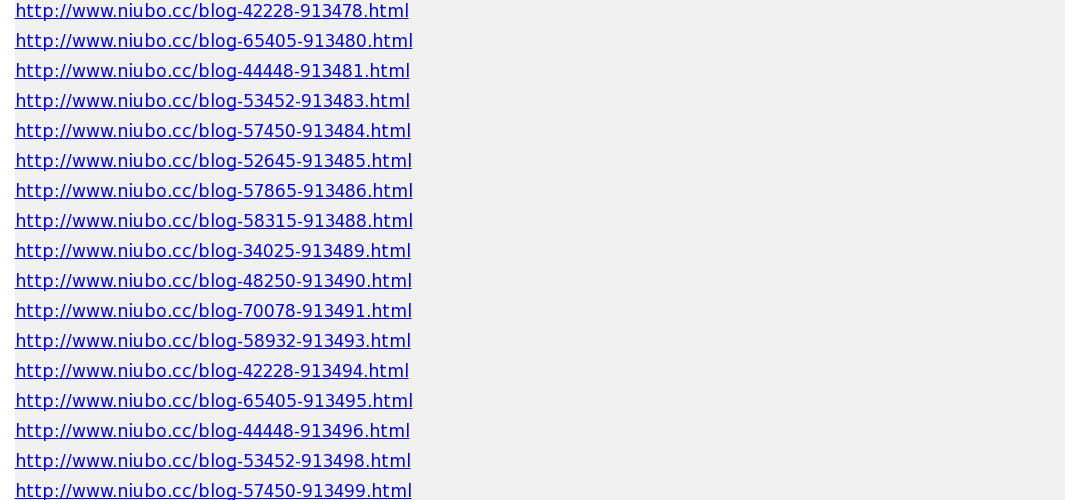 http://www.niubo.cc/blog-42228-913478.html
http://www.niubo.cc/blog-65405-913480.html
http://www.niubo.cc/blog-44448-913481.html
http://www.niubo.cc/blog-53452-913483.html
http://www.niubo.cc/blog-57450-913484.html
http://www.niubo.cc/blog-52645-913485.html
http://www.niubo.cc/blog-57865-913486.html
http://www.niubo.cc/blog-58315-913488.html
http://www.niubo.cc/blog-34025-913489.html
http://www.niubo.cc/blog-48250-913490.html
http://www.niubo.cc/blog-70078-913491.html
http://www.niubo.cc/blog-58932-913493.html
http://www.niubo.cc/blog-42228-913494.html
http://www.niubo.cc/blog-65405-913495.html
http://www.niubo.cc/blog-44448-913496.html
http://www.niubo.cc/blog-53452-913498.html
http://www.niubo.cc/blog-57450-913499.html